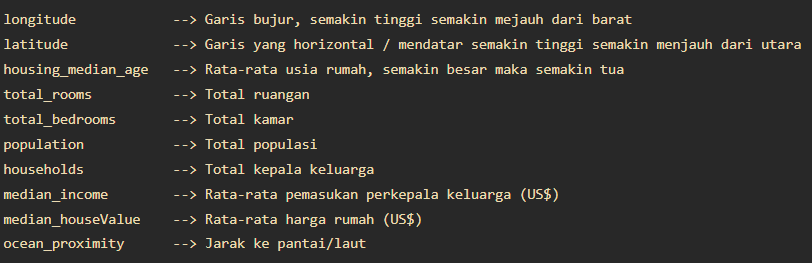 longitude --> Garis bujur, semakin tinggi semakin mejauh dari barat
latitude --> Garis yang horizontal / mendatar semakin tinggi semakin menjauh dari utara
housing_median_age --> Rata-rata usia rumah, semakin besar maka semakin tua
total_rooms --> Total ruangan
total_bedrooms --> Total kamar
population --> Total populasi
households --> Total kepala keluarga
median_income --> Rata-rata pemasukan perkepala keluarga (US$)
median_houseValue --> Rata-rata harga rumah (US$)
ocean_proximity --> Jarak ke pantai/laut